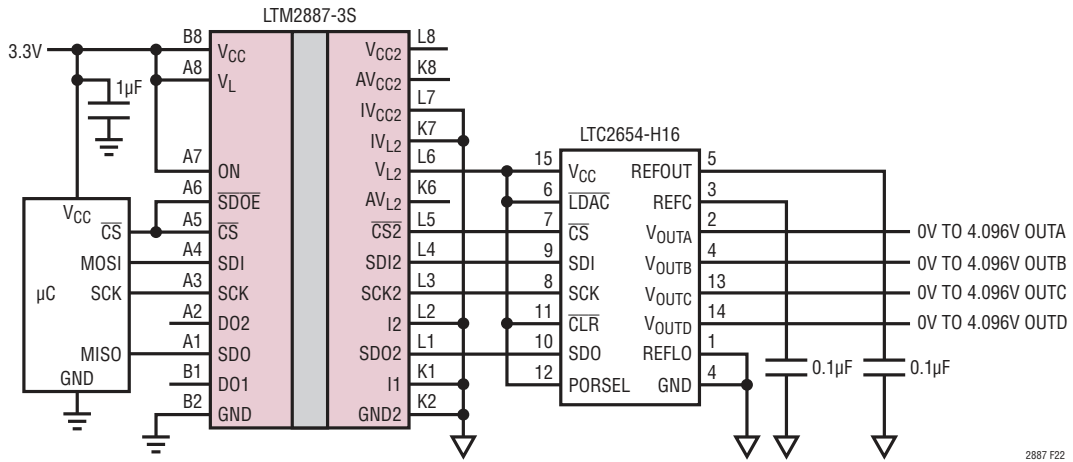 LTM2887-3S
3.3V
1µF
B8 VCC
A8 VL
A7 ON
A6 SDOE
A5 CS
A4 SDI
A3 SCK
A2 DO2
A1 SDO
B1 DO1
B2 GND
VCC
CS
MOSI
µC
SCK
MISO
GND
VCC2 L8
AVCC2 K8
IVCC2 L7
IVL2 K7
VL2 L6
AVL2 K6
CS2 L5
SDI2 L4
SCK2 L3
I2 L2
SDO2 L1
I1 K1
GND2 K2
LTC2654-H16
15 VCC
6 LDAC
7 CS
9 SDI
8 SCK
11 CLR
10 SDO
12 PORSEL
REFOUT 5
REFC 3
VOUTA 2
VOUTB 4
VOUTC 13
VOUTD 14
REFLO 1
GND 4
0V TO 4.096V OUTA
0V TO 4.096V OUTB
0V TO 4.096V OUTC
0V TO 4.096V OUTD
0.1µF
0.1µF
2887 F22